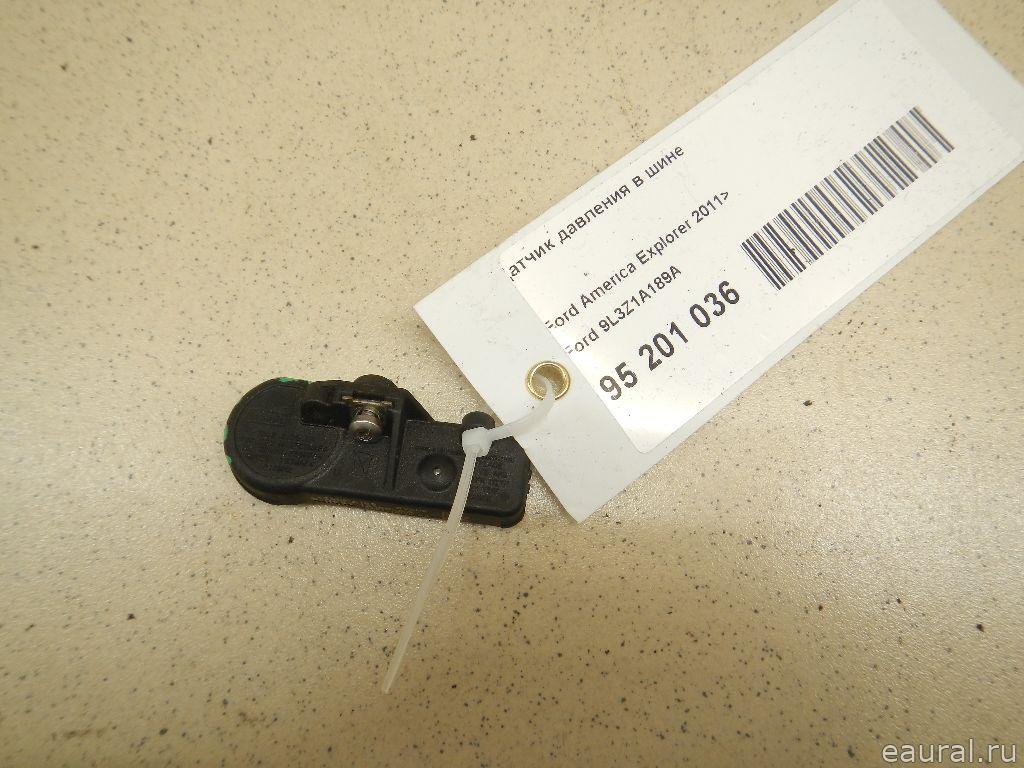 атчик давления в шине
Ford America Explorer 2011>
Ford 9L3Z1A189A
95 201 036
eaural.ru